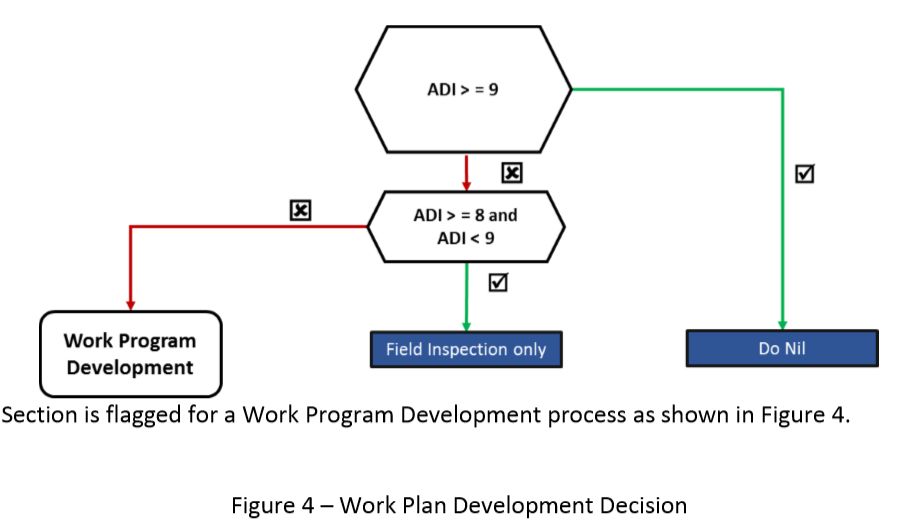 ADI > = 9
ADI > = 8 and
ADI < 9
Work Program
Development
Field Inspection only
Do Nil
Section is flagged for a Work Program Development process as shown in Figure 4.
Figure 4 – Work Plan Development Decision